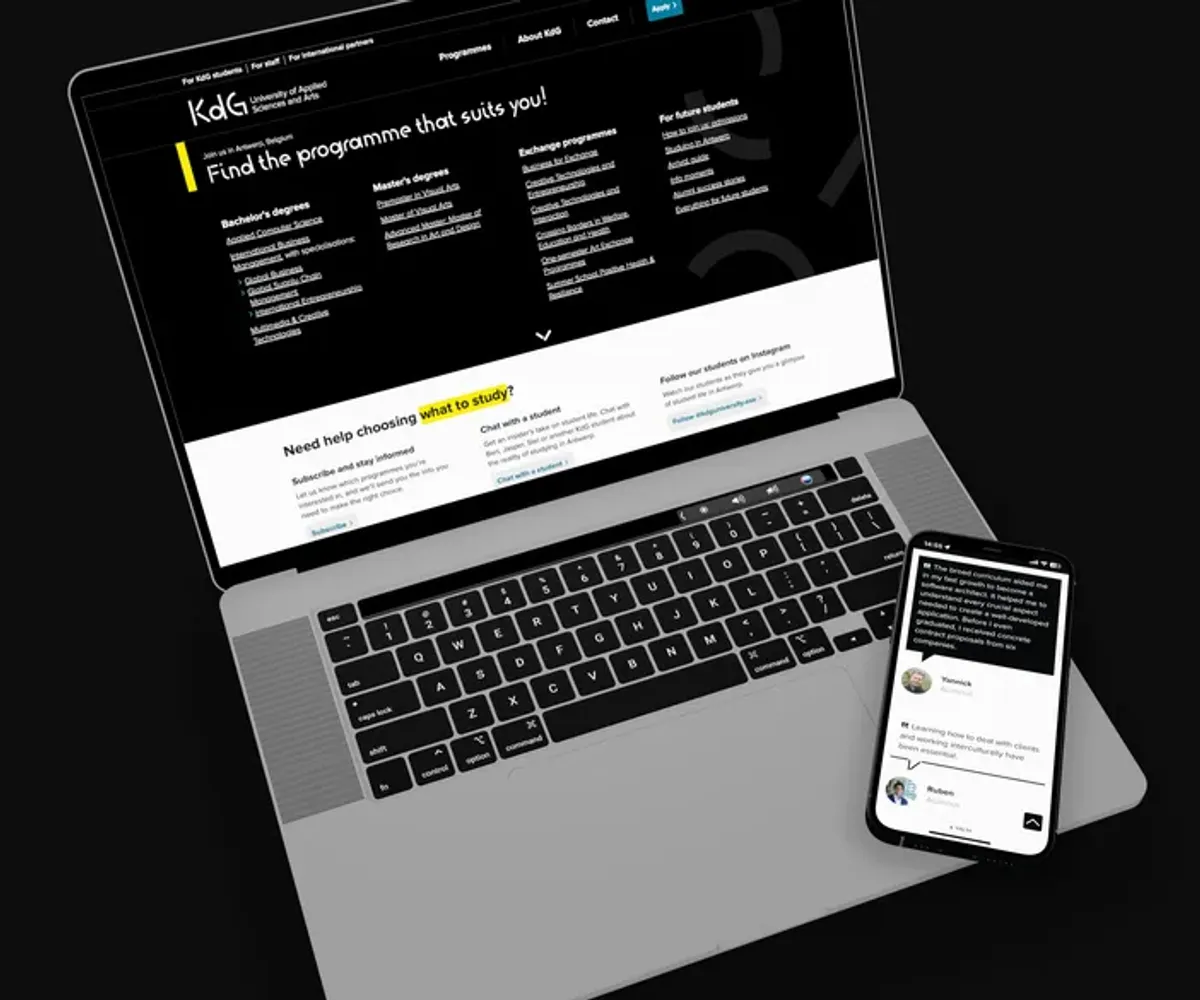 For KdG students | For staff | For international partners
Programmes
About KdG
Contact
Apply >
KdG University of Applied
Sciences and Arts
Join us in Antwerp, Belgium
Find the programme that suits you!
Bachelor's degrees
Applied Computer Science
International Business
Management, with specialisations:
> Global Business
> Global Supply Chain
Management
> International Entrepreneurship
Multimedia & Creative
Technologies
Master's degrees
Premaster in Visual Arts
Master of Visual Arts
Advanced Master: Master of
Research in Art and Design
Exchange programmes
Business for Exchange
Creative Technologies and
Entrepreneurship
Creative Technologies and
Interaction
Crossing Borders in Welfare,
Education and Health
One-semester Art Exchange
Programmes
Summer School Positive Health &
Resilience
For future students
How to join us: admissions
Studying in Antwerp
Arrival guide
Info moments
Alumni success stories
Everything for future students
Need help choosing what to study?
Subscribe and stay informed
Let us know which programmes you're
interested in, and we'll send you the info you
need to make the right choice.
Subscribe >
Chat with a student
Get an insider's take on student life. Chat with
Ben, Jasper, Siel or another KdG student about
the reality of studying in Antwerp.
Chat with a student >
Follow our students on Instagram
Watch our students as they give you a glimpse
of student life in Antwerp.
esc
~ ! 1 @ 2 # 3 $ 4 % 5 ^ 6 & 7 * 8 ( 9 ) 0 – - + = delete
tab Q W E R T Y U I O P { [ } ] | \
caps lock A S D F G H J K L : ; " ' return
shift Z X C V B N M < , > . ? /
fn control option command command option
14:55
" The broad curriculum aided me
in my fast growth to become a
software architect. It helped me to
understand every crucial aspect
needed to create a well-developed
application. Before I even
graduated, I received concrete
contract proposals from six
companies.
Yannick
" Learning how to deal with clients
and working interculturally have
been essential.
Ruben